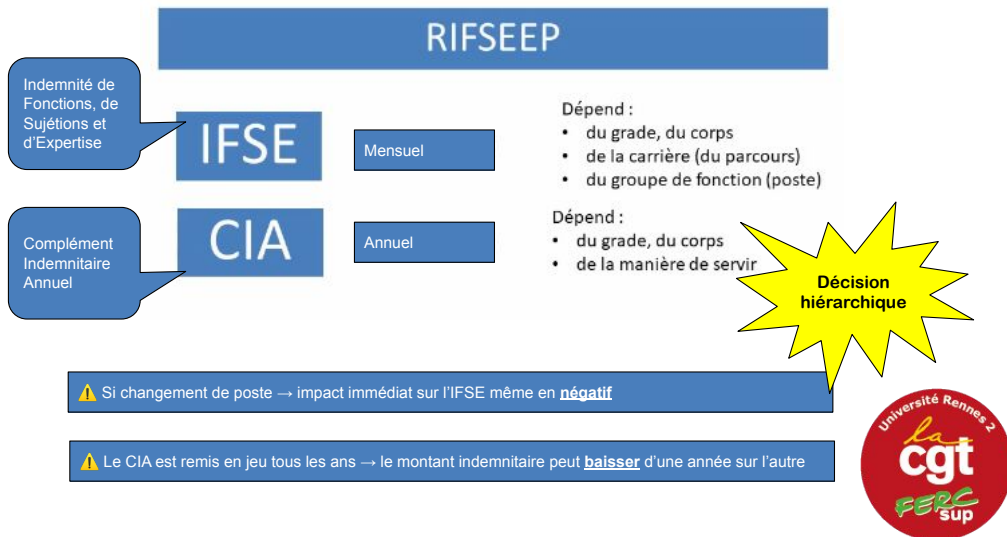 RIFSEEP
Indemnité de
Fonctions, de
Sujétions et
d'Expertise
IFSE
Mensuel
Dépend :
• du grade, du corps
• de la carrière (du parcours)
• du groupe de fonction (poste)
Complément
Indemnitaire
Annuel
CIA
Annuel
Dépend :
• du grade, du corps
• de la manière de servir
Décision
hiérarchique
⚠ Si changement de poste → impact immédiat sur l'IFSE même en négatif
⚠ Le CIA est remis en jeu tous les ans → le montant indemnitaire peut baisser d'une année sur l'autre
Université Rennes 2
la
cgt
FERC
sup